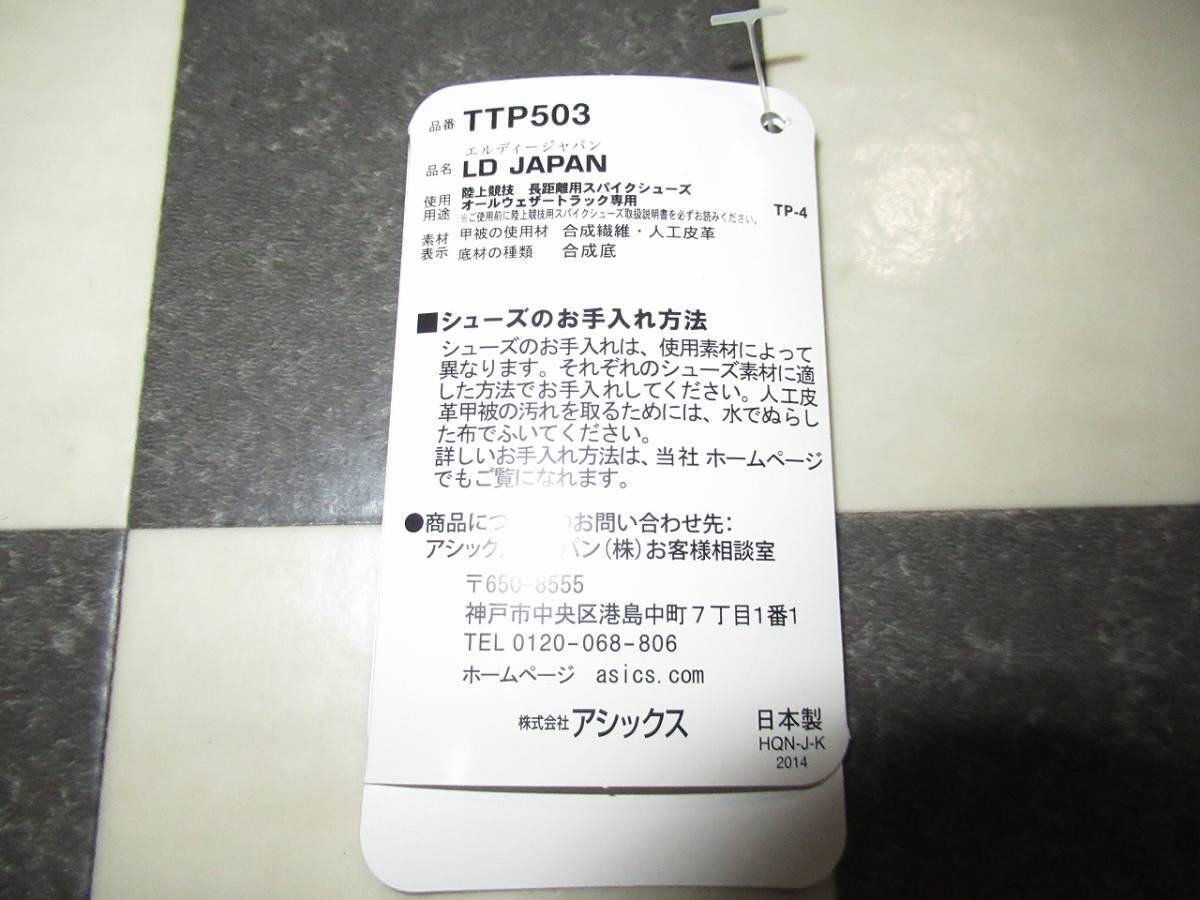 品番 TTP503
エルディージャパン
品名 LD JAPAN
使用用途 陸上競技 長距離用スパイクシューズ
オールウェザートラック専用
※ご使用前に陸上競技用スパイクシューズ取扱説明書を必ずお読みください。
TP-4
素材表示 甲被の使用材 合成繊維・人工皮革
底材の種類 合成底
■シューズのお手入れ方法
シューズのお手入れは、使用素材によって
異なります。それぞれのシューズ素材に適
した方法でお手入れしてください。人工皮
革甲被の汚れを取るためには、水でぬらし
た布でふいてください。
詳しいお手入れ方法は、当社 ホームページ
でもご覧になれます。
●商品につ のお問い合わせ先:
アシック パン(株)お客様相談室
〒650-8555
神戸市中央区港島中町7丁目1番1
TEL 0120-068-806
ホームページ asics.com
株式会社アシックス
日本製
HQN-J-K
2014